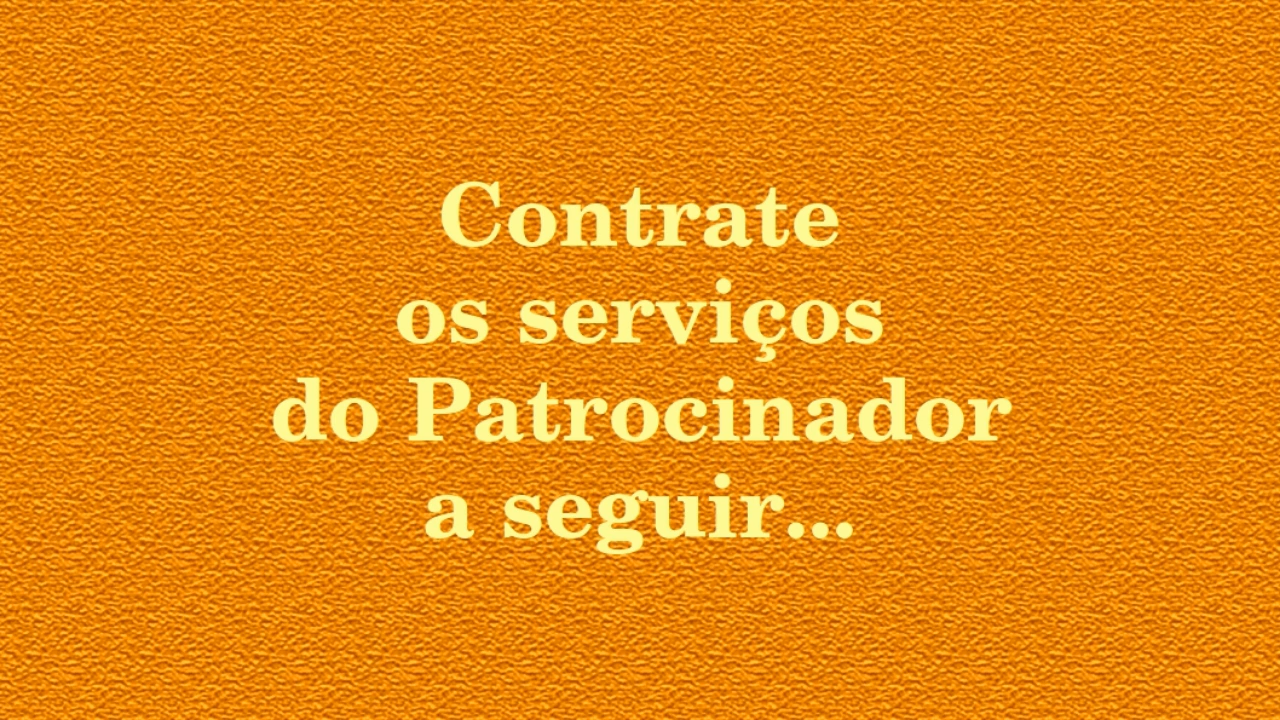 Contrate
os serviços
do Patrocinador
a seguir...